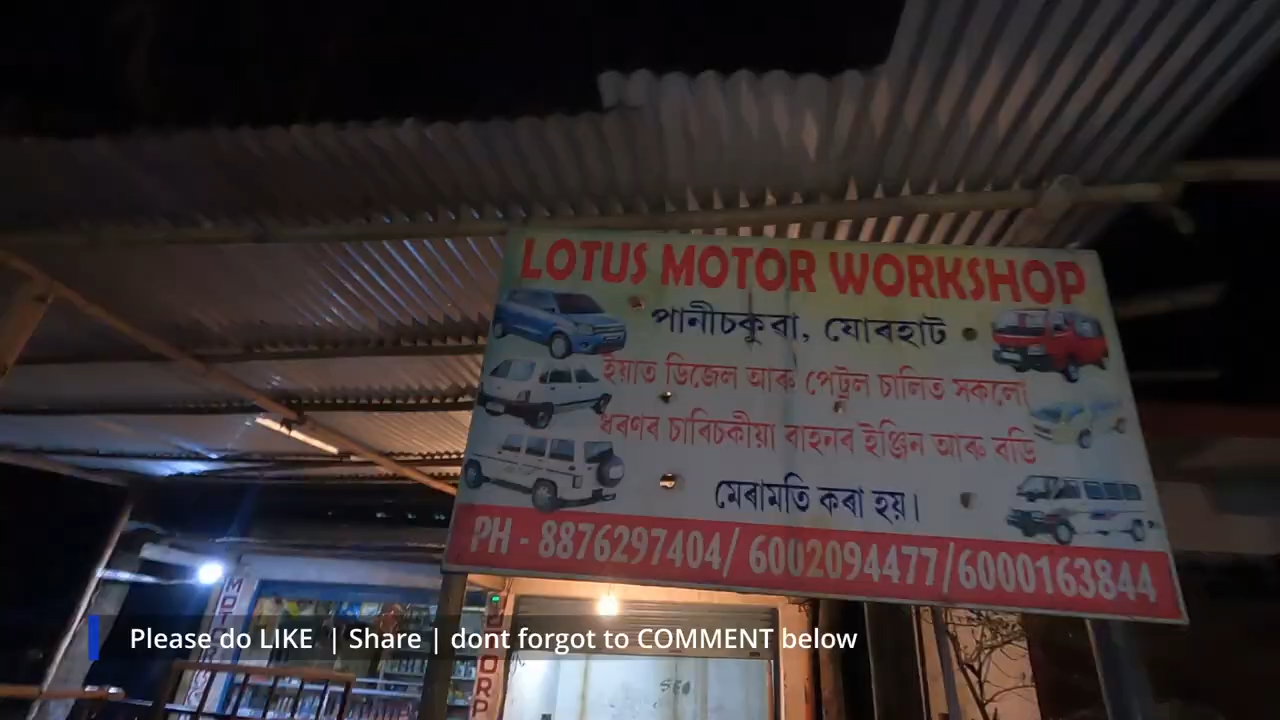 LOTUS MOTOR WORKSHOP
পানীচকুৰা, যোৰহাট
ইয়াত ডিজেল আৰু পেট্ৰল চালিত সকলো
ধৰণৰ চাৰিচকীয়া বাহনৰ ইঞ্জিন আৰু বডি
মেৰামতি কৰা হয়।
PH - 8876297404/ 6002094477/6000163844
Please do LIKE | Share | dont forgot to COMMENT below